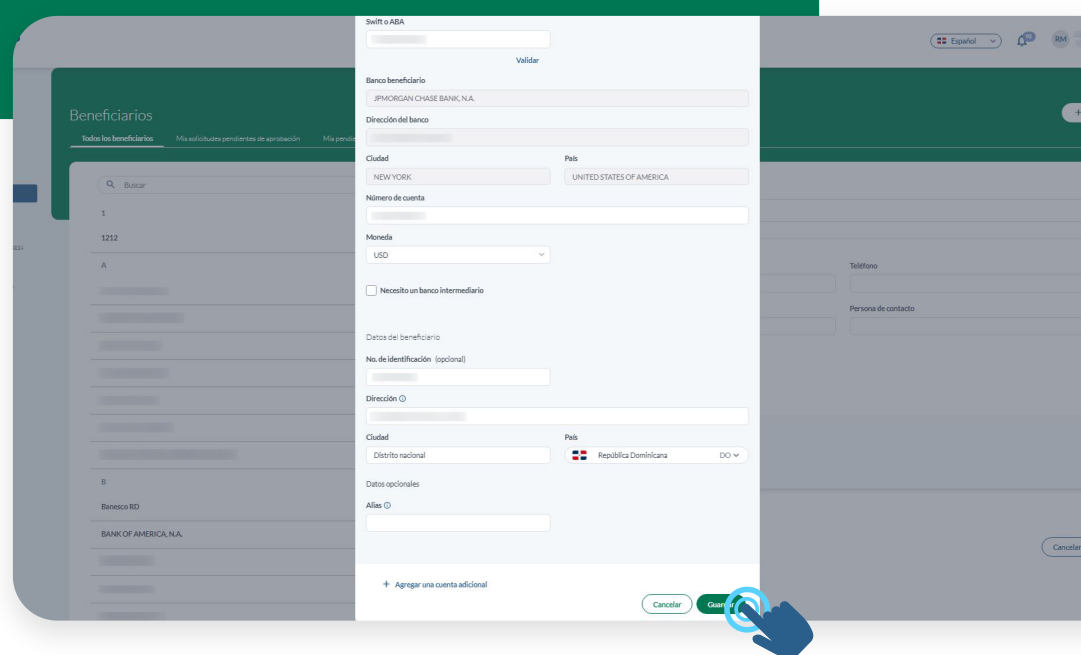 Swift o ABA
Validar
Banco beneficiario
JPMORGAN CHASE BANK, N.A.
Dirección del banco
Ciudad País
NEW YORK UNITED STATES OF AMERICA
Número de cuenta
Moneda
USD
Necesito un banco intermediario
Datos del beneficiario
No. de identificación (opcional)
Dirección
Ciudad País
Distrito nacional República Dominicana DO
Datos opcionales
Alias
+ Agregar una cuenta adicional
Cancelar
Español
RM
Beneficiarios
Todos los beneficiarios Mis solicitudes pendientes de aprobación
Buscar
1
1212
A
B
Banesco RD
BANK OF AMERICA, N.A.
Teléfono
Persona de contacto
Cancelar